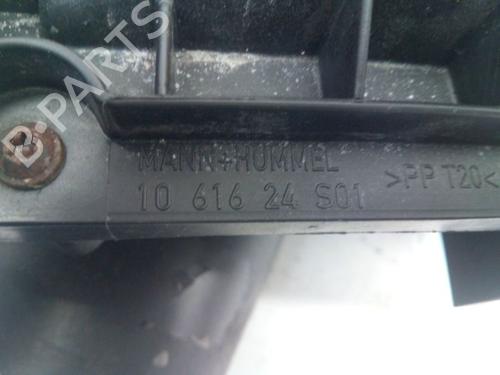 B-PARTS
MANN+HUMMEL
10 616 24 S01
>PP T20<